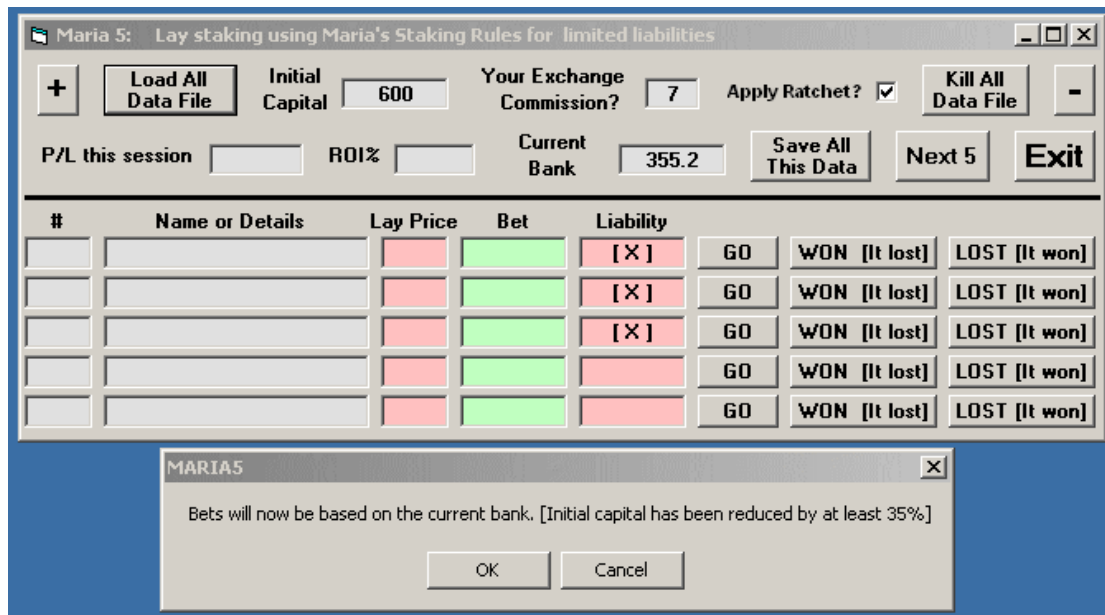 Maria 5: Lay staking using Maria's Staking Rules for limited liabilities
+
Load All
Data File
Initial
Capital
600
Your Exchange
Commission?
7
Apply Ratchet?
Kill All
Data File
-
P/L this session
ROI%
Current
Bank
355.2
Save All
This Data
Next 5
Exit
# Name or Details Lay Price Bet Liability
[ X ] GO WON [It lost] LOST [It won]
[ X ] GO WON [It lost] LOST [It won]
[ X ] GO WON [It lost] LOST [It won]
GO WON [It lost] LOST [It won]
GO WON [It lost] LOST [It won]
MARIA5
Bets will now be based on the current bank. [Initial capital has been reduced by at least 35%]
OK Cancel